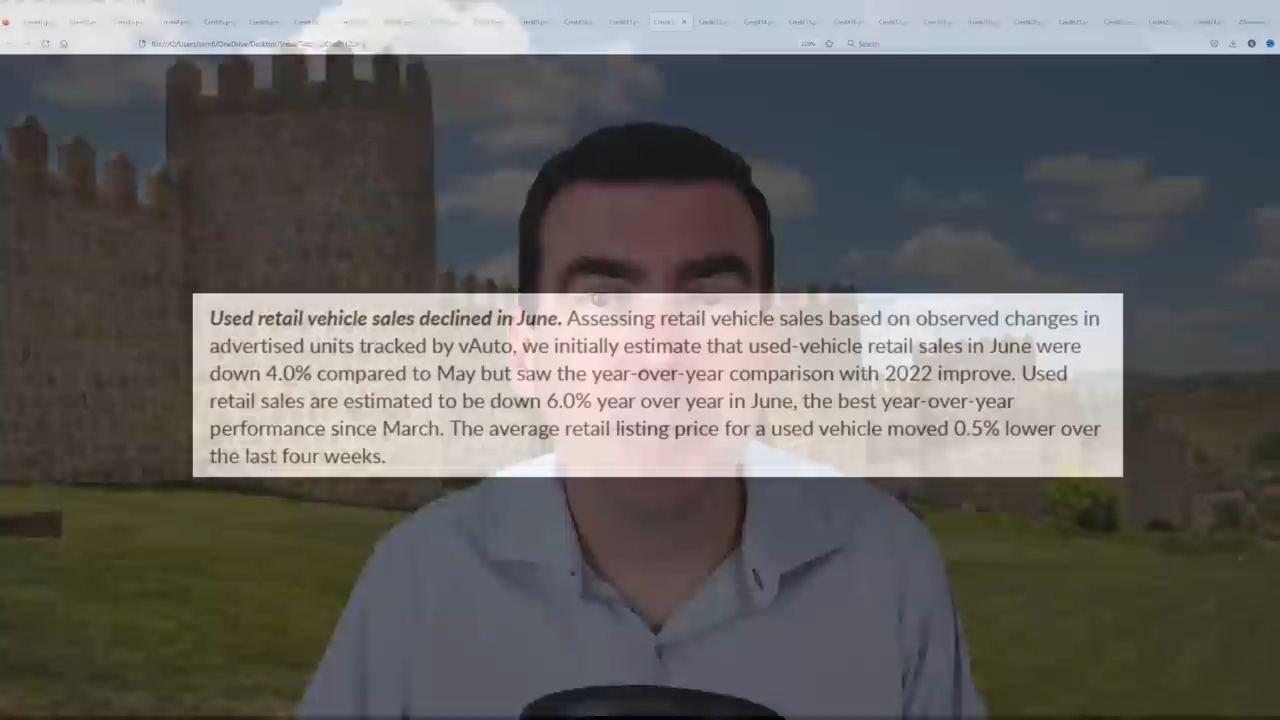 Search
Used retail vehicle sales declined in June. Assessing retail vehicle sales based on observed changes in
advertised units tracked by vAuto, we initially estimate that used-vehicle retail sales in June were
down 4.0% compared to May but saw the year-over-year comparison with 2022 improve. Used
retail sales are estimated to be down 6.0% year over year in June, the best year-over-year
performance since March. The average retail listing price for a used vehicle moved 0.5% lower over
the last four weeks.